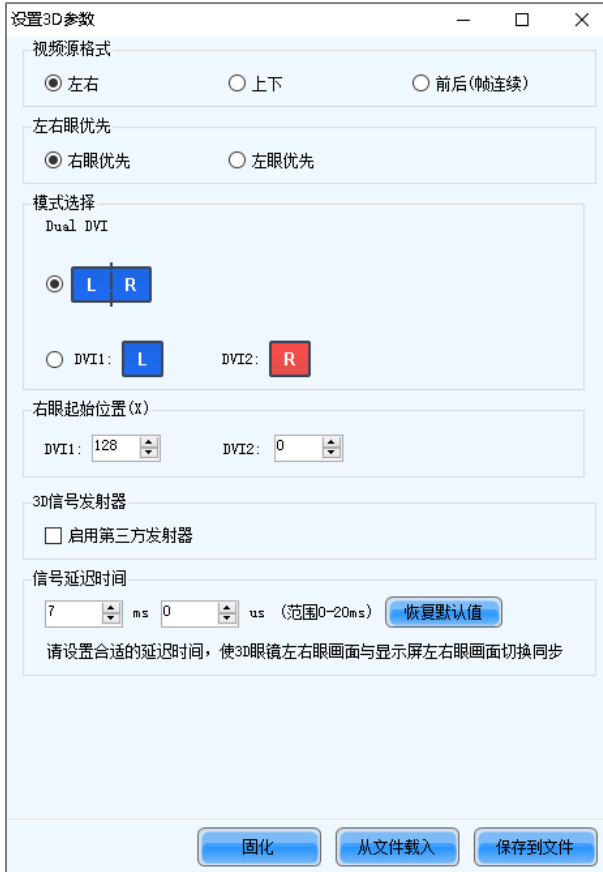 设置3D参数
视频源格式
左右 上下 前后(帧连续)
左右眼优先
右眼优先 左眼优先
模式选择
Dual DVI
L R
DVI1: L DVI2: R
右眼起始位置(X)
DVI1: 128 DVI2: 0
3D信号发射器
启用第三方发射器
信号延迟时间
7 ms 0 us (范围0-20ms) 恢复默认值
请设置合适的延迟时间，使3D眼镜左右眼画面与显示屏左右眼画面切换同步
固化 从文件载入 保存到文件